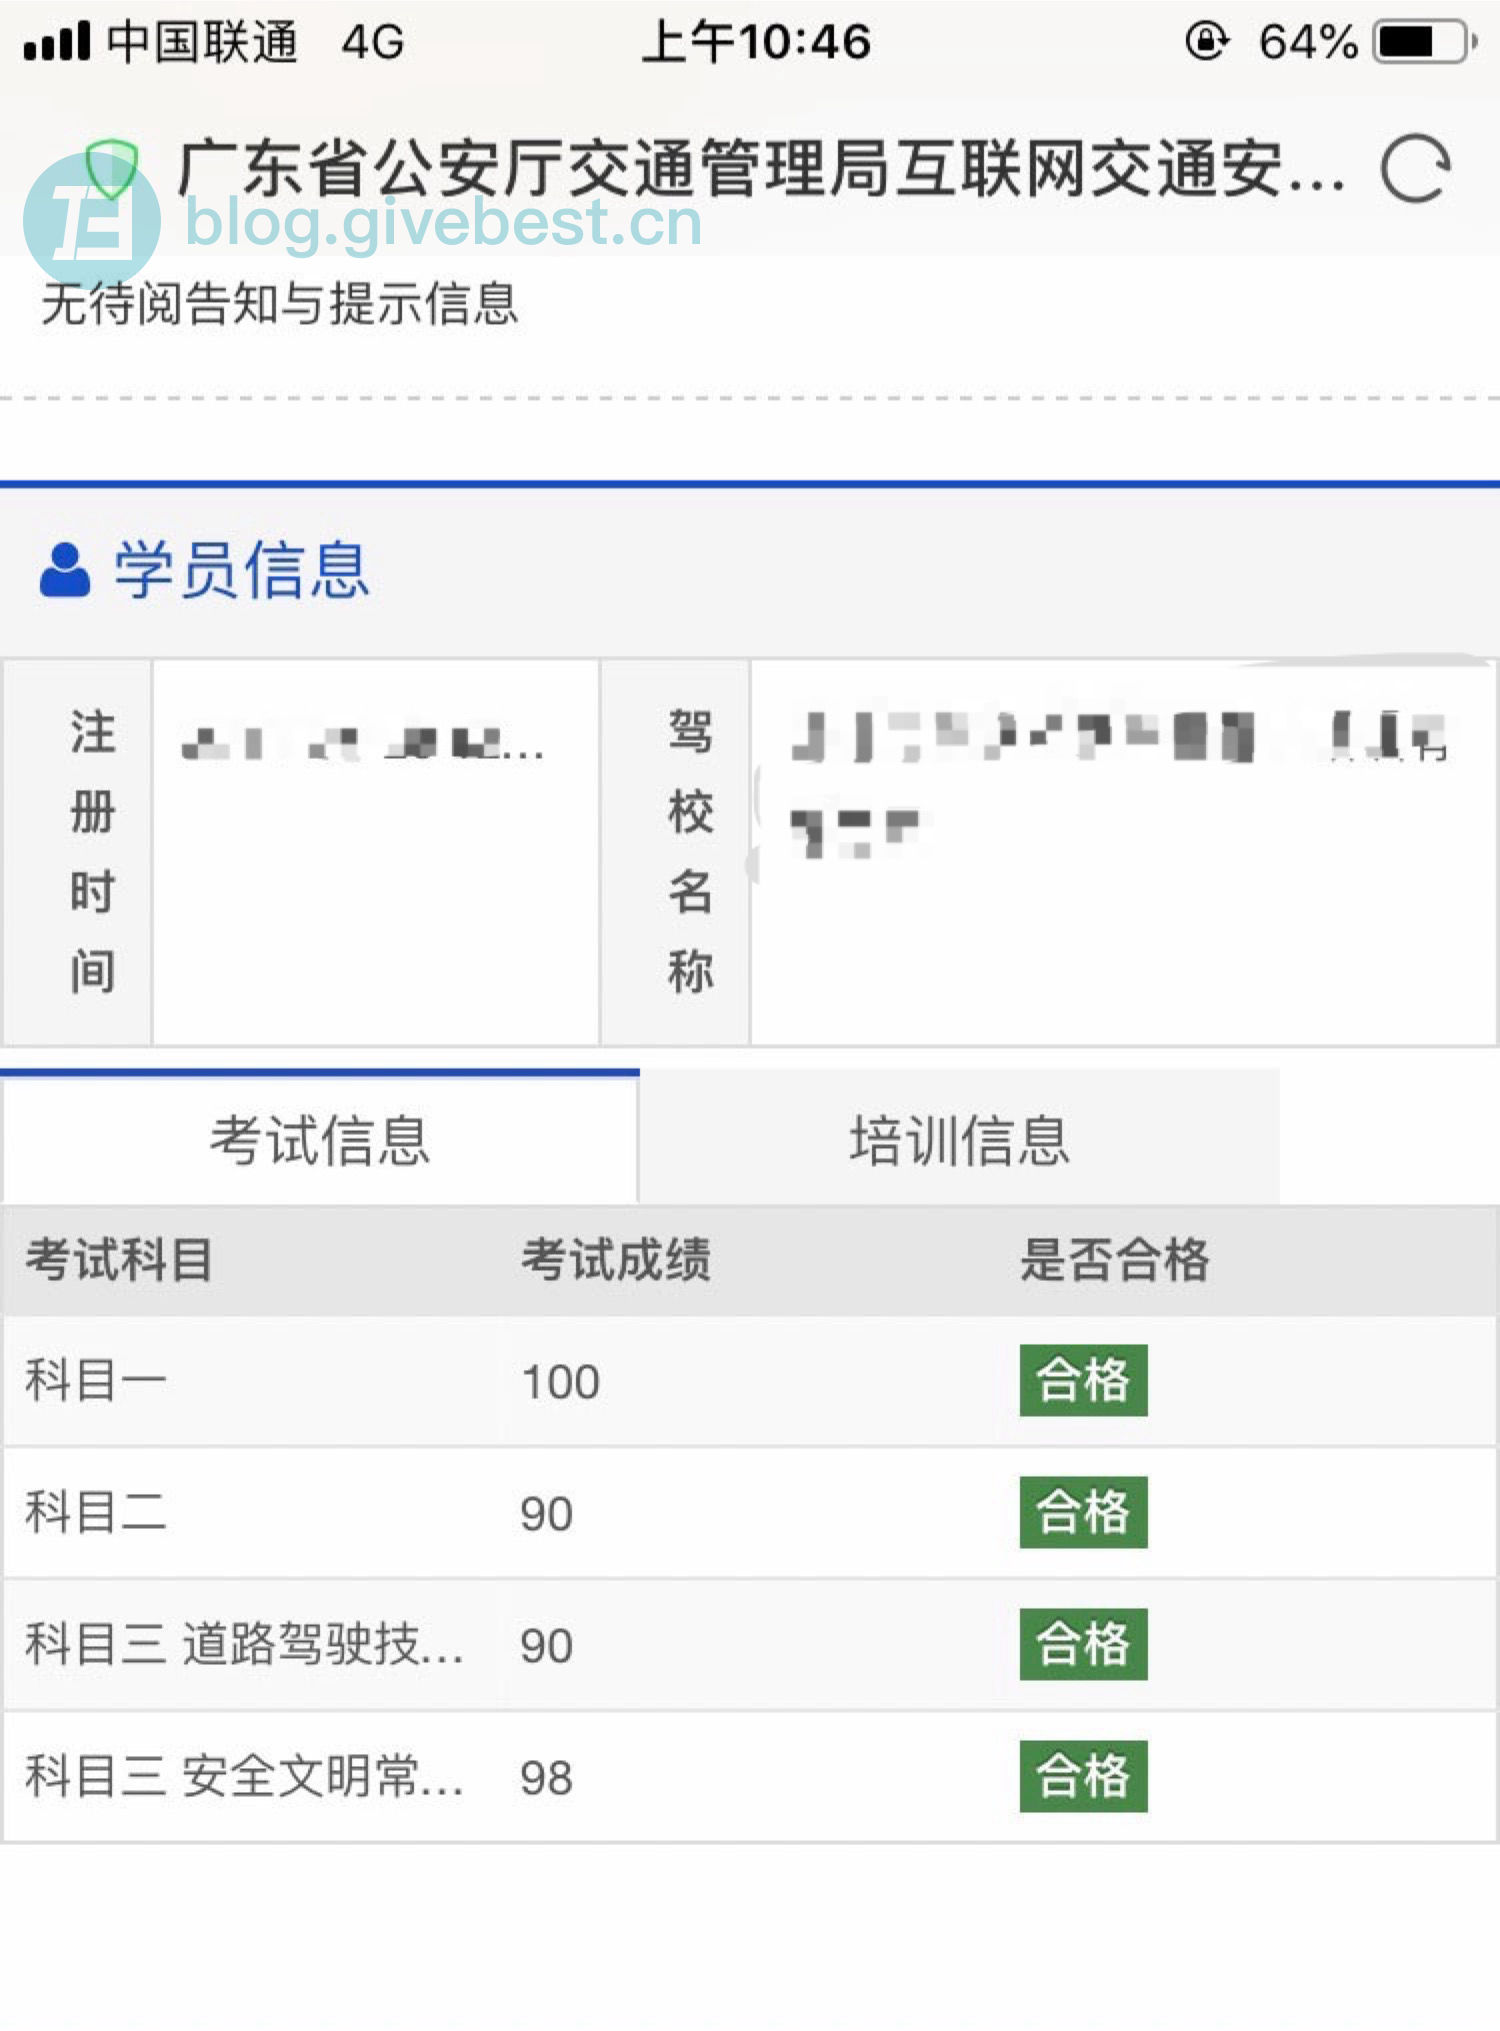 中国联通 4G 上午10:46 64%
广东省公安厅交通管理局互联网交通安...
blog.givebest.cn
无待阅告知与提示信息
学员信息
注册时间
驾校名称
考试信息 培训信息
考试科目 考试成绩 是否合格
科目一 100 合格
科目二 90 合格
科目三 道路驾驶技... 90 合格
科目三 安全文明常... 98 合格